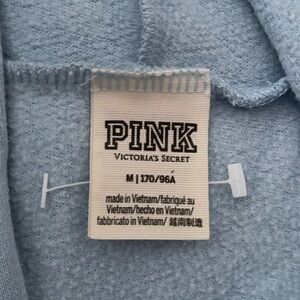 PINK
VICTORIA'S SECRET
M | 170/96A
made in Vietnam/fabriqué au
Vietnam/hecho en Vietnam/
fabbricato in Vietnam/ 越南制造